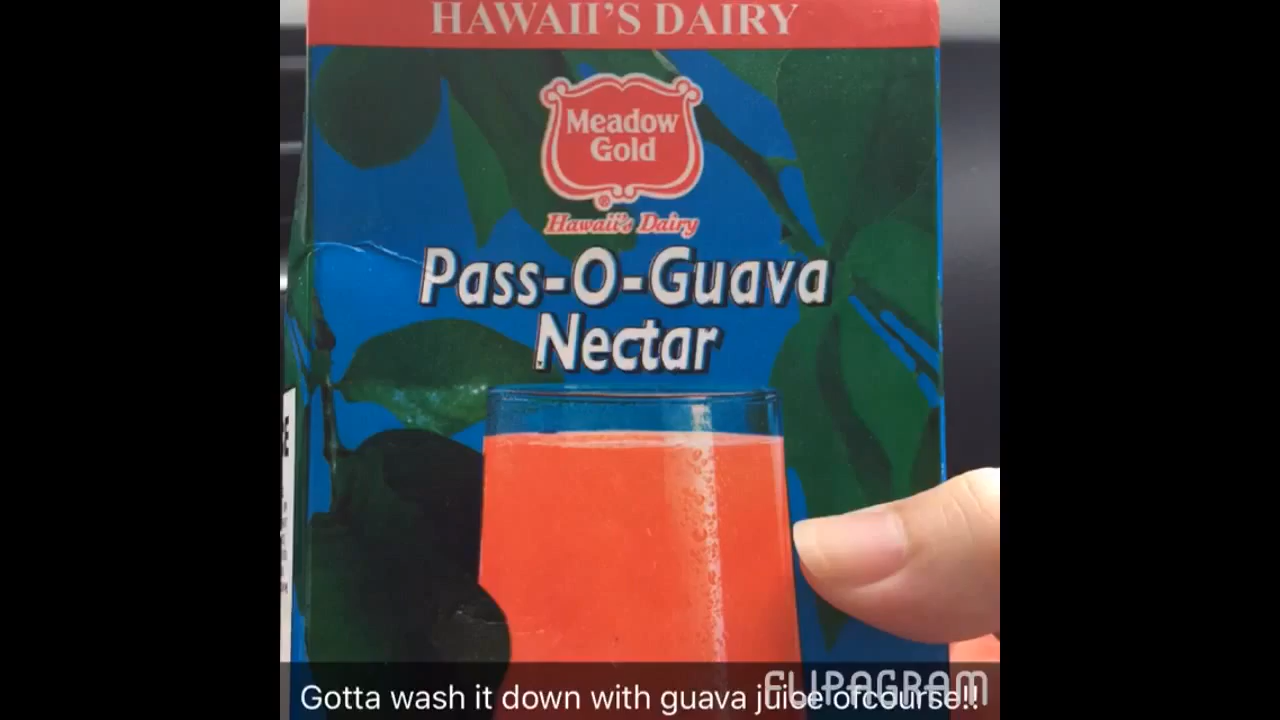 HAWAII'S DAIRY
Meadow
Gold
®
Hawaii's Dairy
Pass-O-Guava
Nectar
Gotta wash it down with guava juice ofcourse!!
FLIPAGRAM